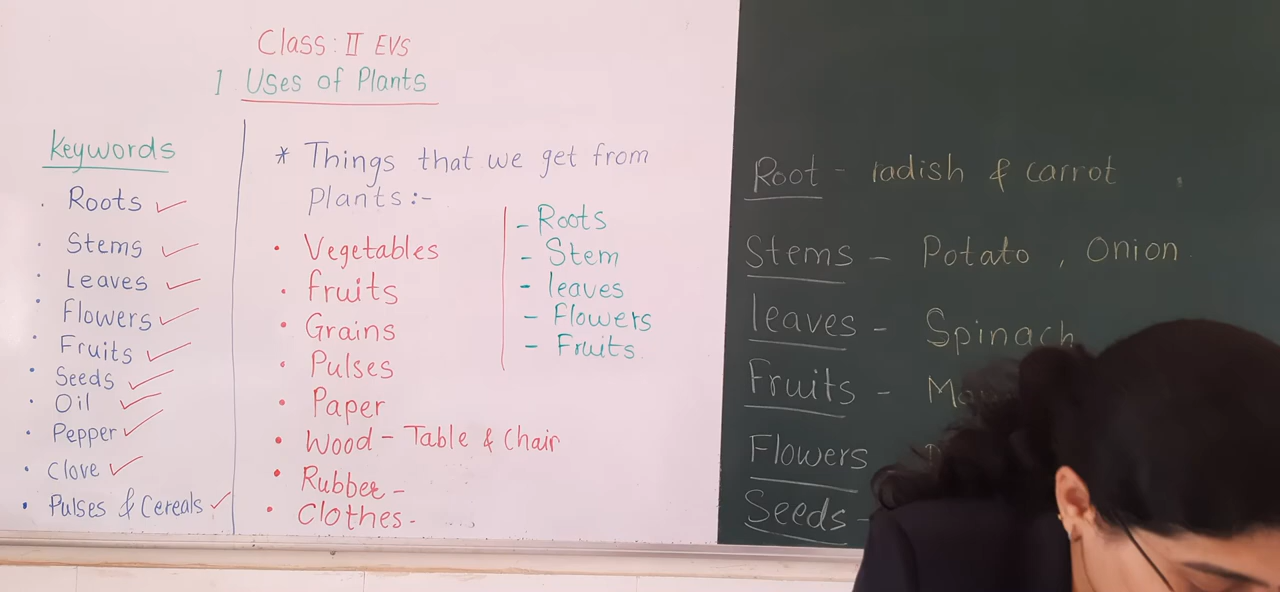 Class: II EVS
1 Uses of Plants
Keywords
. Roots ✓
. Stems ✓
. Leaves ✓
. Flowers ✓
. Fruits ✓
. Seeds ✓
. Oil ✓
. Pepper ✓
. Clove ✓
. Pulses & Cereals ✓
* Things that we get from
Plants:-
• Vegetables
• fruits
• Grains
• Pulses
• Paper
• Wood - Table & Chair
• Rubber -
• Clothes -
- Roots
- Stem
- leaves
- Flowers
- Fruits
Root - radish & carrot
Stems - Potato, Onion
leaves - Spinach
Fruits -
Flowers
Seeds -